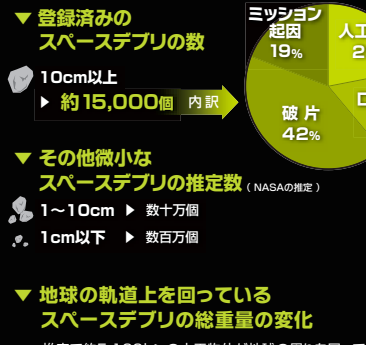 ▼ 登録済みの
スペースデブリの数
10cm以上
▶ 約15,000個 内訳
ミッション
起因
19%
人工
2
破片
42%
▼ その他微小な
スペースデブリの推定数 ( NASAの推定 )
1〜10cm ▶ 数十万個
1cm以下 ▶ 数百万個
▼ 地球の軌道上を回っている
スペースデブリの総重量の変化